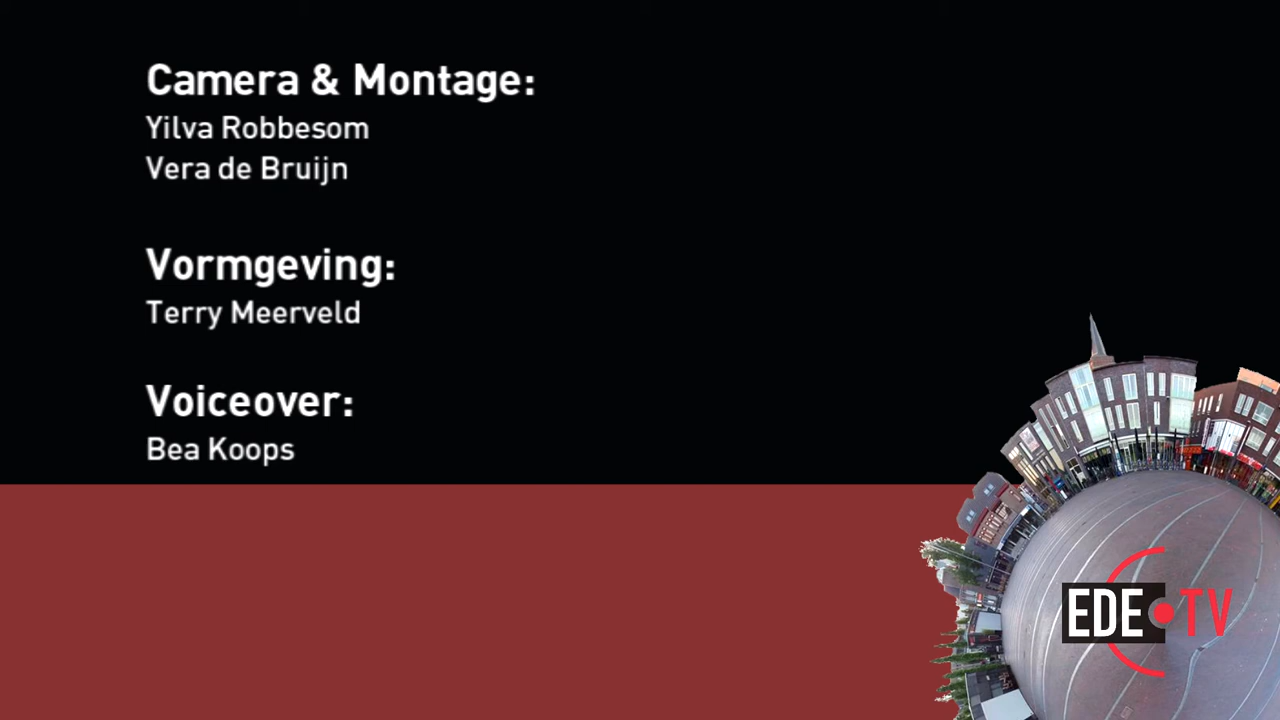 Camera & Montage:
Yilva Robbesom
Vera de Bruijn
Vormgeving:
Terry Meerveld
Voiceover:
Bea Koops
EDE TV